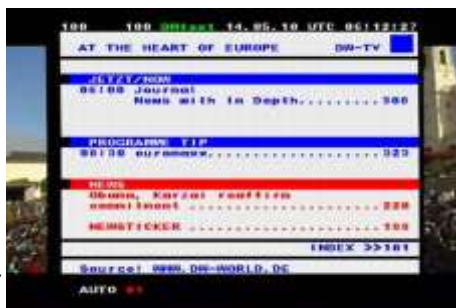 100 100 DWtext 14.05.10 UTC 06:12:27
AT THE HEART OF EUROPE DW-TV
JETZT/NOW
06:00 Journal
News with In Depth.........300
PROGRAMME TIP
06:30 euromaxx....................323
NEWS
Obama, Karzai reaffirm
commitment .....................220
NEWSTICKER .....................180
INDEX >>101
Source: WWW.DW-WORLD.DE
AUTO